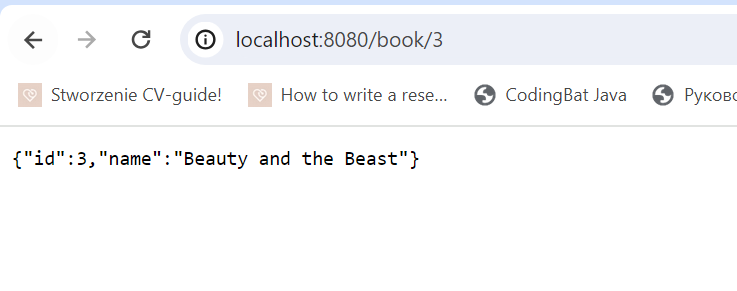 localhost:8080/book/3
Stworzenie CV-guide! How to write a rese... CodingBat Java Руково
{"id":3,"name":"Beauty and the Beast"}